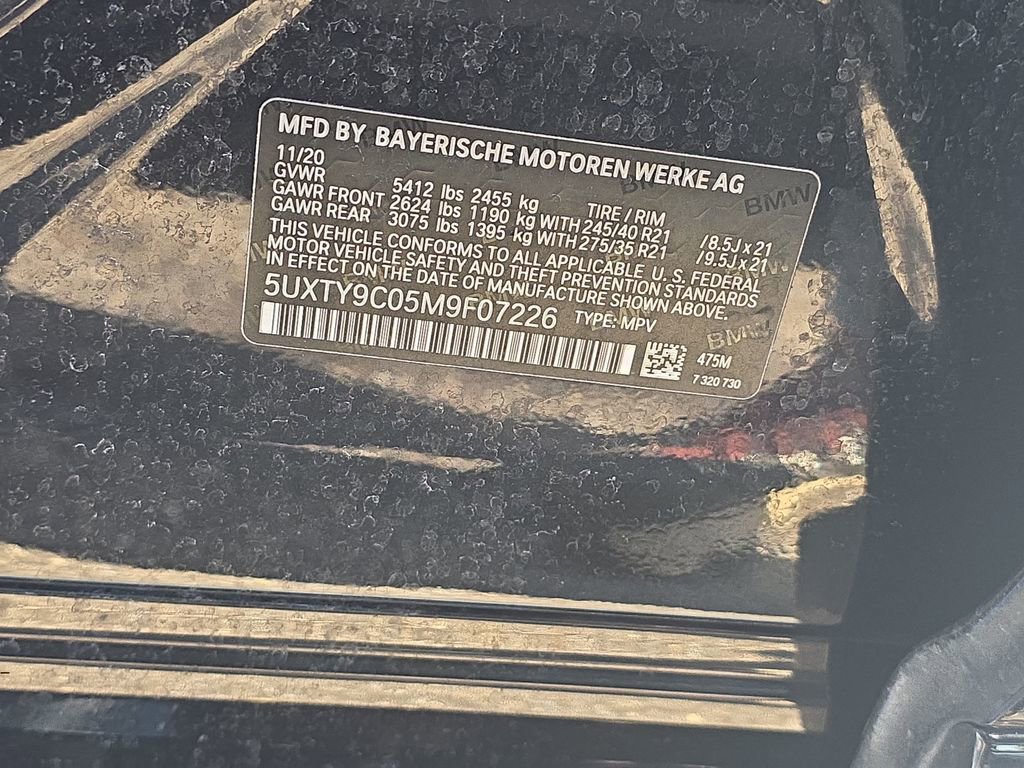 MFD BY BAYERISCHE MOTOREN WERKE AG
11/20
GVWR 5412 lbs 2455 kg TIRE / RIM
GAWR FRONT 2624 lbs 1190 kg WITH 245/40 R21 /8.5J x 21
GAWR REAR 3075 lbs 1395 kg WITH 275/35 R21 /9.5J x 21
THIS VEHICLE CONFORMS TO ALL APPLICABLE U.S. FEDERAL
MOTOR VEHICLE SAFETY AND THEFT PREVENTION STANDARDS
IN EFFECT ON THE DATE OF MANUFACTURE SHOWN ABOVE.
5UXTY9C05M9F07226 TYPE: MPV
475M
7 320 730
BMW
BMW